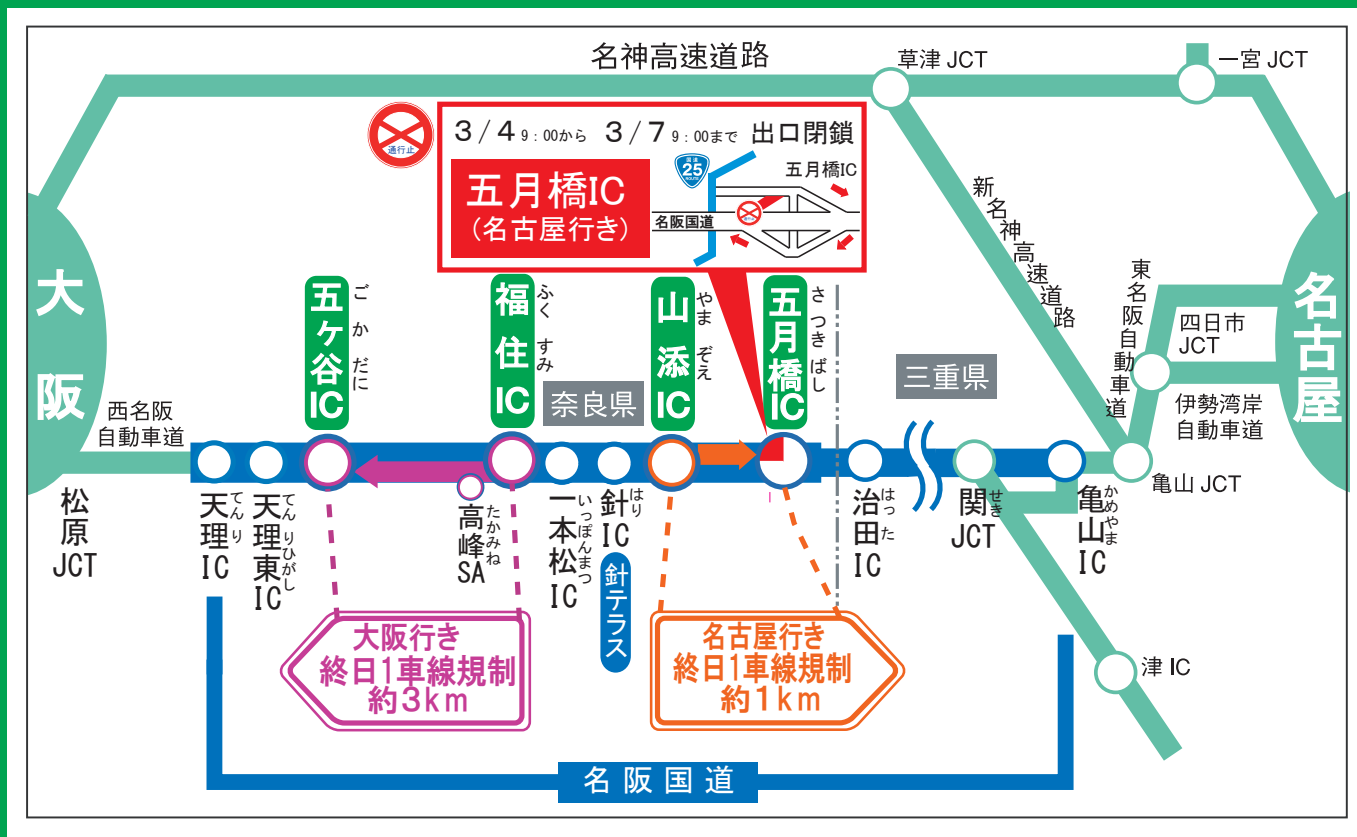 名神高速道路
草津 JCT
一宮 JCT
通行止
3/4 9:00から 3/7 9:00まで 出口閉鎖
五月橋IC
(名古屋行き)
国道
25
ROUTE
五月橋IC
名阪国道
新名神高速道路
東名阪自動車道
四日市
JCT
伊勢湾岸
自動車道
亀山 JCT
大阪
名古屋
西名阪
自動車道
松原
JCT
五ヶ谷IC
ごかだに
福住IC
ふくすみ
奈良県
山添IC
やまぞえ
五月橋IC
さつきばし
三重県
天理IC
てんり
天理東IC
てんりひがし
高峰SA
たかみね
一本松IC
いっぽんまつ
針IC
はり
針テラス
治田IC
はった
関JCT
せき
亀山IC
かめやま
津 IC
大阪行き
終日1車線規制
約3km
名古屋行き
終日1車線規制
約1km
名阪国道